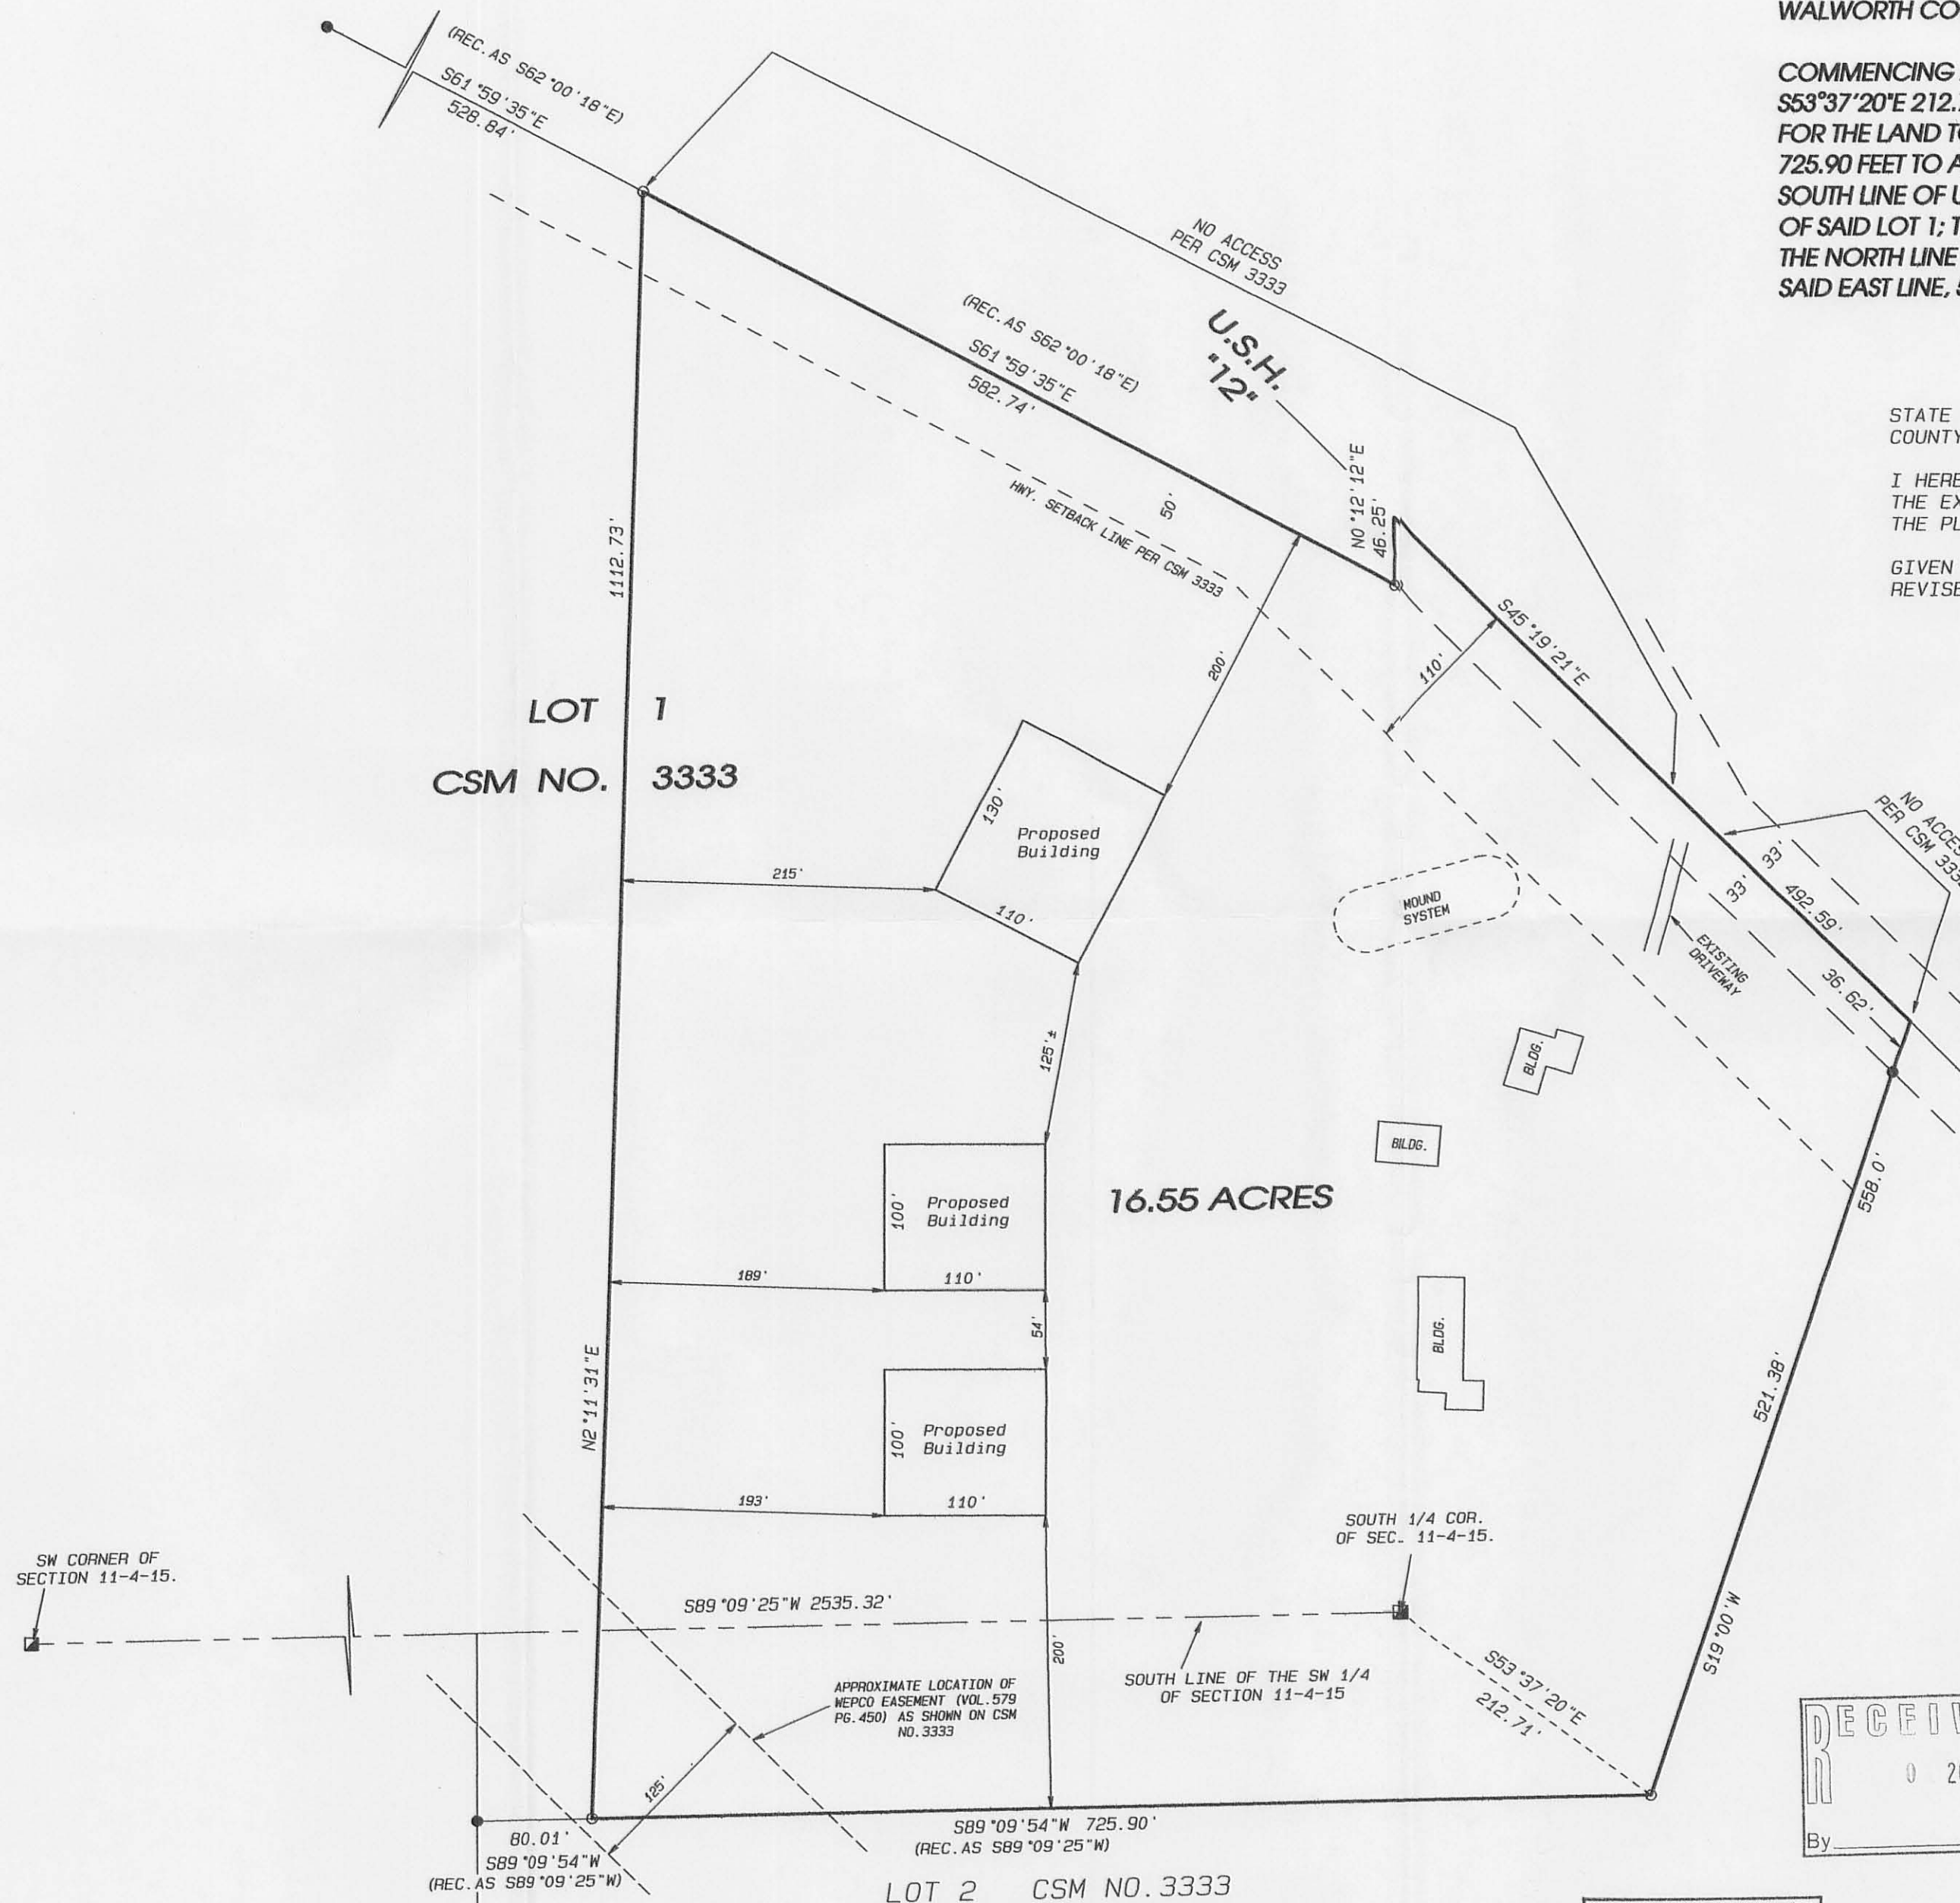 WALWORTH CO
COMMENCING
S53°37'20"E 212.
FOR THE LAND T
725.90 FEET TO A
SOUTH LINE OF U
OF SAID LOT 1; T
THE NORTH LINE
SAID EAST LINE,
(REC.AS S62°00'18"E)
S61°59'35"E
528.84'
NO ACCESS
PER CSM 3333
(REC.AS S62°00'18"E)
S61°59'35"E
582.74'
U.S.H.
"12"
STATE
COUNTY
I HERE
THE EX
THE PL
GIVEN
REVISE
N0°12'12"E
46.25'
HWY. SETBACK LINE PER CSM 3333
50'
1112.73'
S45°19'21"E
110'
200'
LOT 1
CSM NO. 3333
130'
Proposed
Building
110'
215'
NO ACCES
PER CSM 333
33'
33'
492.59'
MOUND
SYSTEM
EXISTING
DRIVEWAY
36.62'
125'±
BLDG.
BILDG.
558.0'
16.55 ACRES
100'
Proposed
Building
110'
189'
54'
BLDG.
N2°11'31"E
521.38'
100'
Proposed
Building
110'
193'
SOUTH 1/4 COR.
OF SEC. 11-4-15.
SW CORNER OF
SECTION 11-4-15.
S89°09'25"W 2535.32'
200'
S19°00'W
S53°37'20"E
212.71'
SOUTH LINE OF THE SW 1/4
OF SECTION 11-4-15
APPROXIMATE LOCATION OF
WEPCO EASEMENT (VOL.579
PG.450) AS SHOWN ON CSM
NO.3333
125'
RECEIV
0 2
By
80.01'
S89°09'54"W
(REC.AS S89°09'25"W)
S89°09'54"W 725.90'
(REC.AS S89°09'25"W)
LOT 2 CSM NO.3333